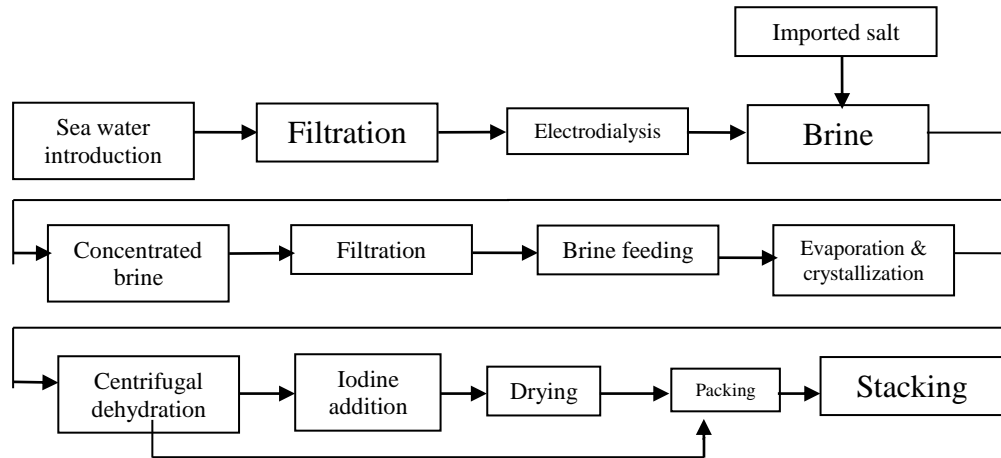 Imported salt
Sea water
introduction
Filtration
Electrodialysis
Brine
Concentrated
brine
Filtration
Brine feeding
Evaporation &
crystallization
Centrifugal
dehydration
Iodine
addition
Drying
Packing
Stacking